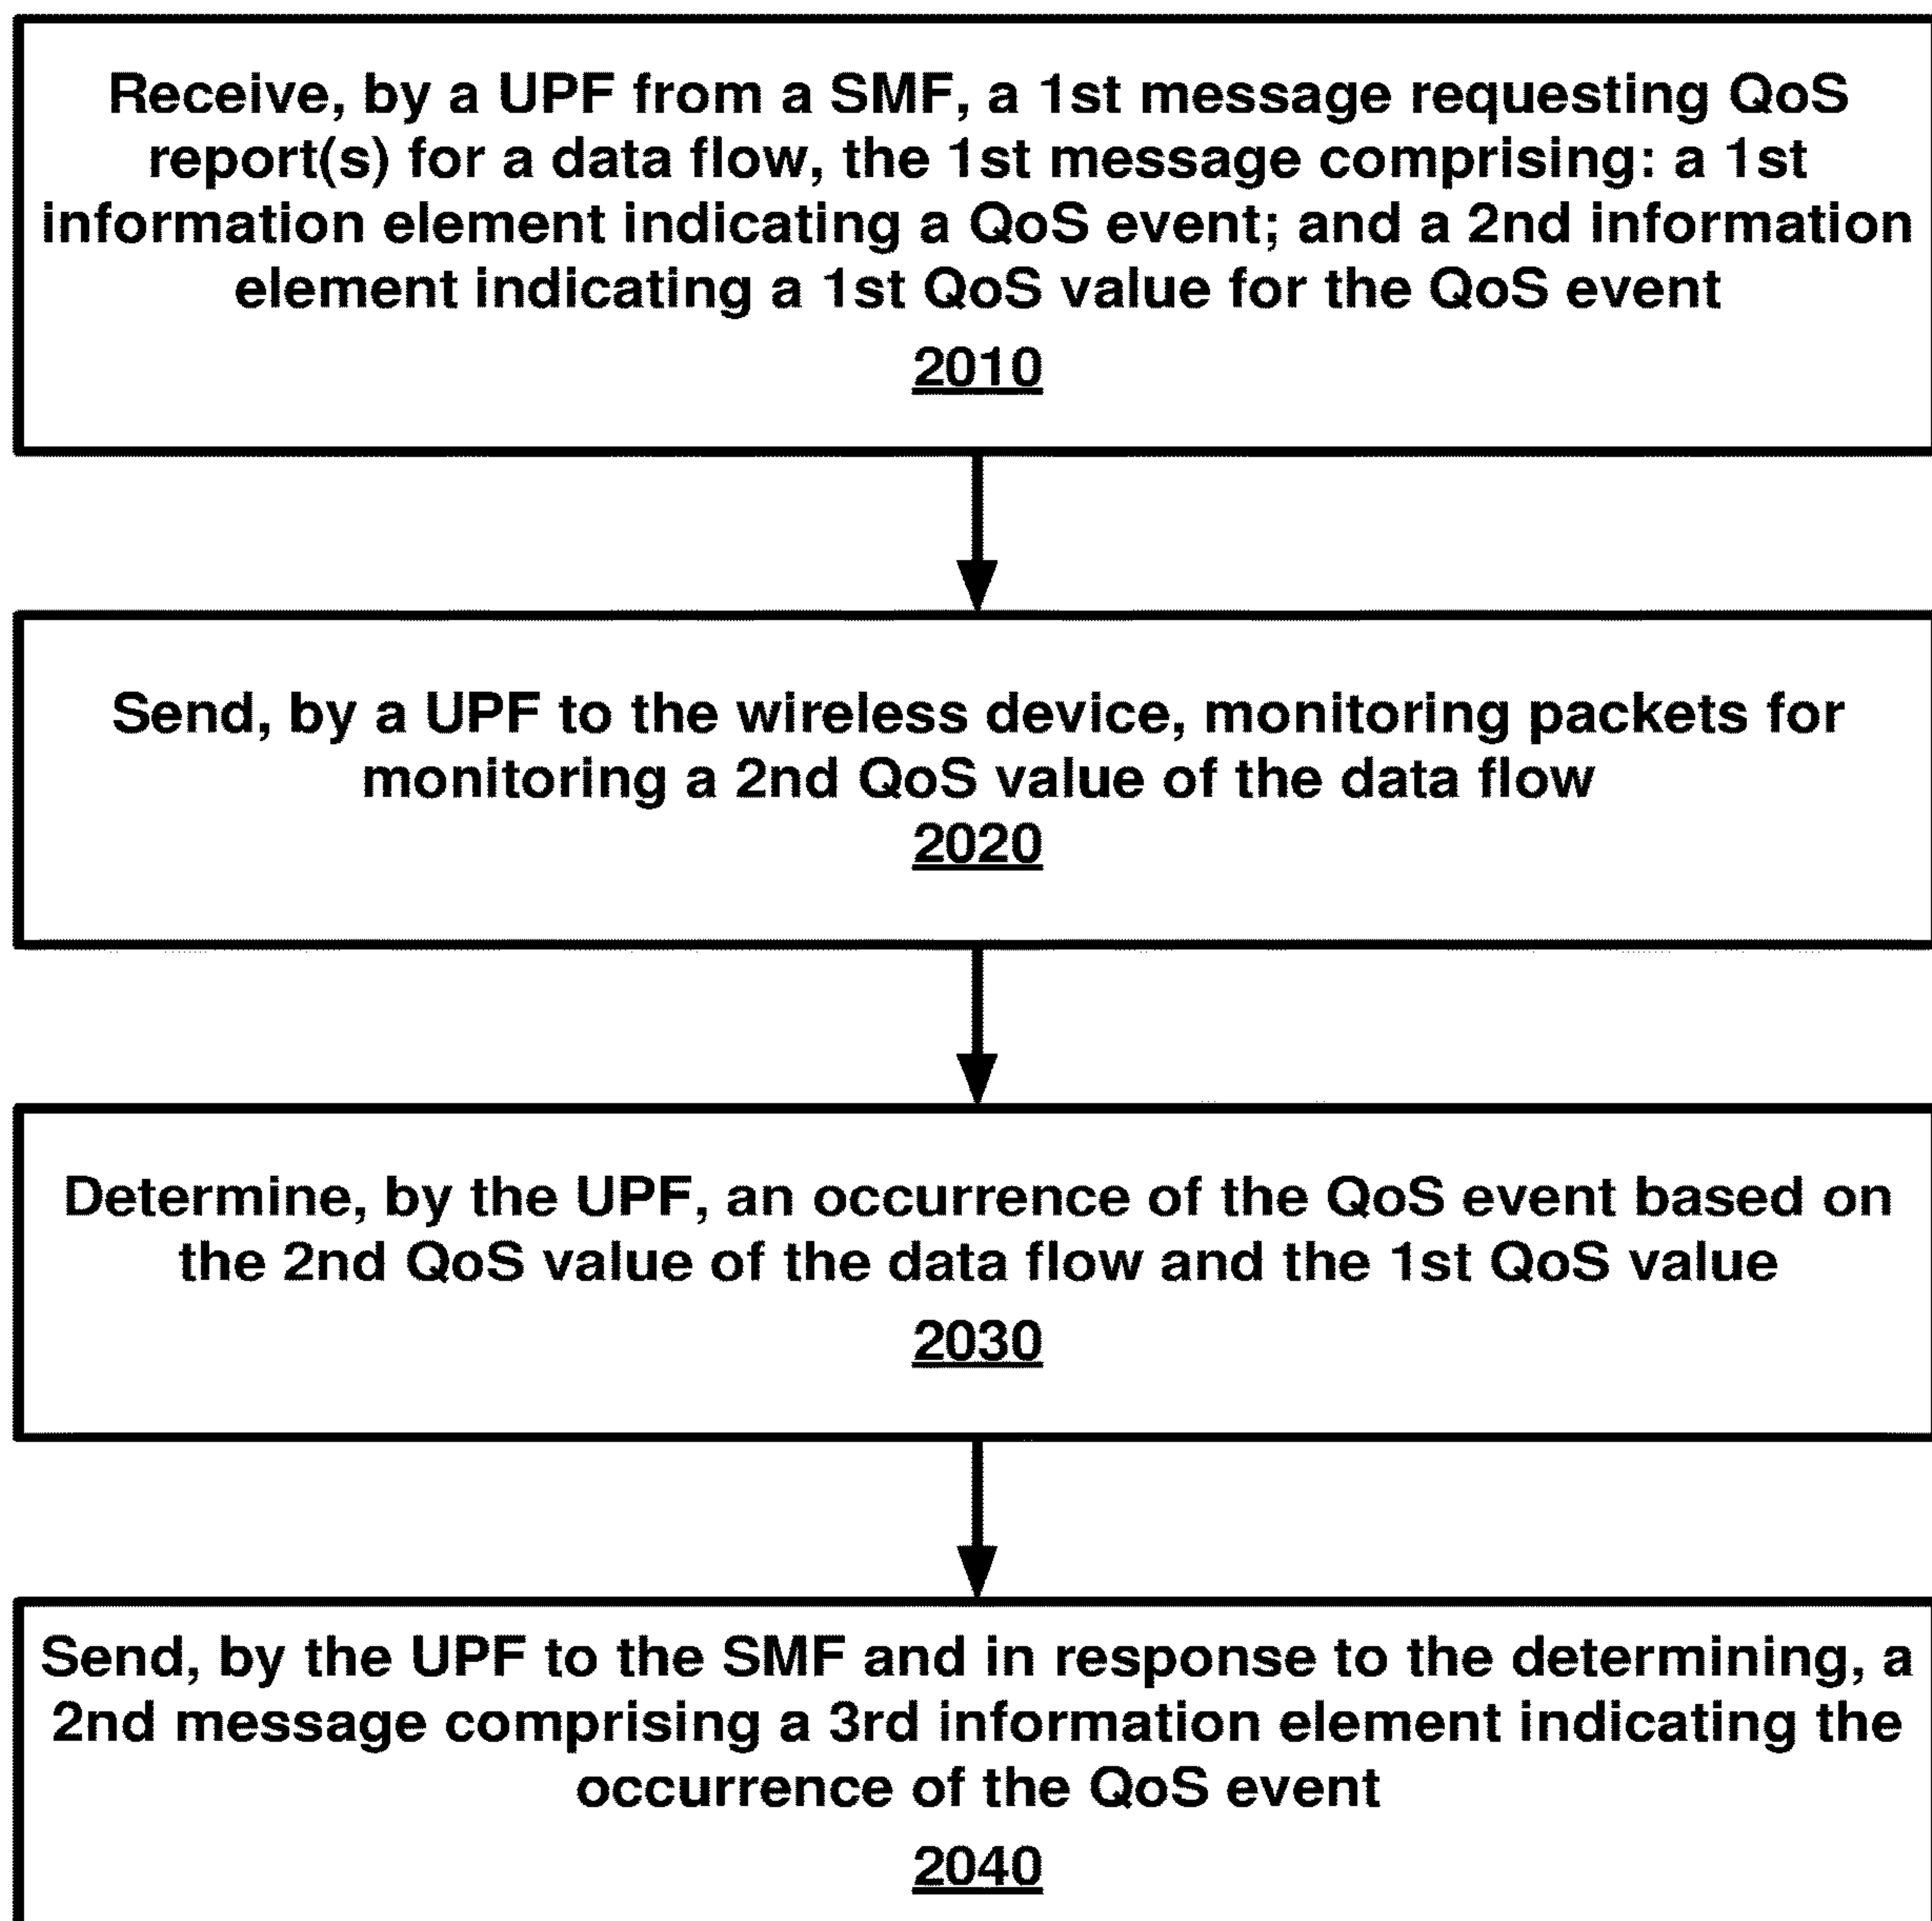 Receive, by a UPF from a SMF, a 1st message requesting QoS
report(s) for a data flow, the 1st message comprising: a 1st
information element indicating a QoS event; and a 2nd information
element indicating a 1st QoS value for the QoS event
2010
Send, by a UPF to the wireless device, monitoring packets for
monitoring a 2nd QoS value of the data flow
2020
Determine, by the UPF, an occurrence of the QoS event based on
the 2nd QoS value of the data flow and the 1st QoS value
2030
Send, by the UPF to the SMF and in response to the determining, a
2nd message comprising a 3rd information element indicating the
occurrence of the QoS event
2040